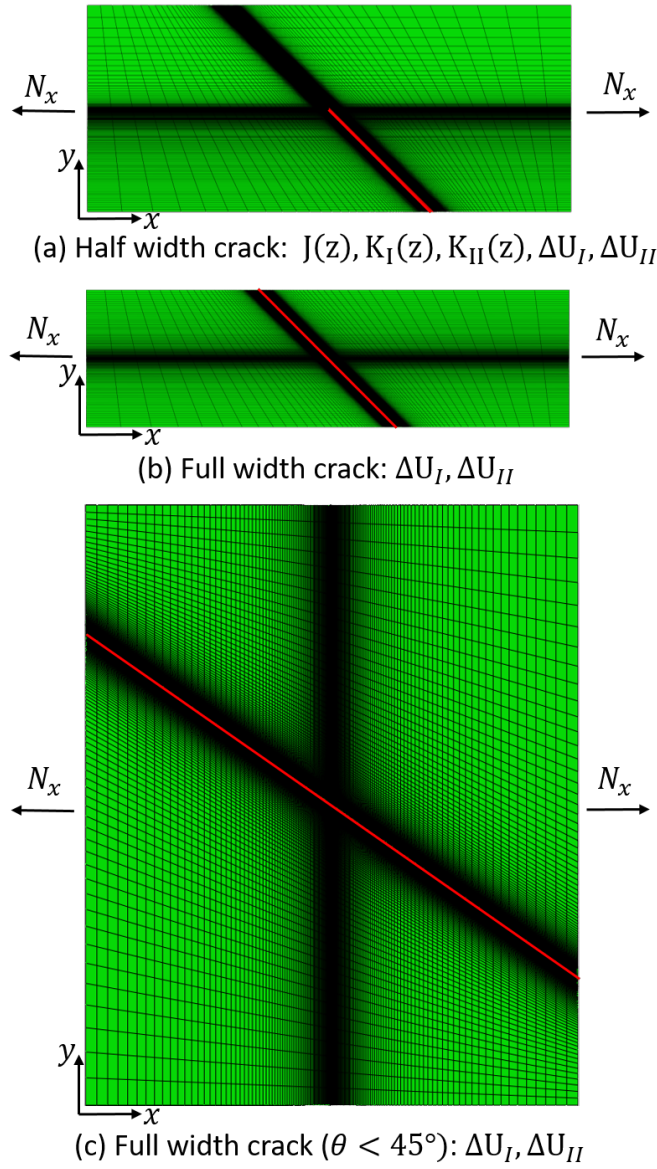 N_x N_x
y
x
(a) Half width crack: J(z), K_I(z), K_II(z), ΔU_I, ΔU_II
N_x N_x
y
x
(b) Full width crack: ΔU_I, ΔU_II
N_x N_x
y
x
(c) Full width crack (θ < 45°): ΔU_I, ΔU_II